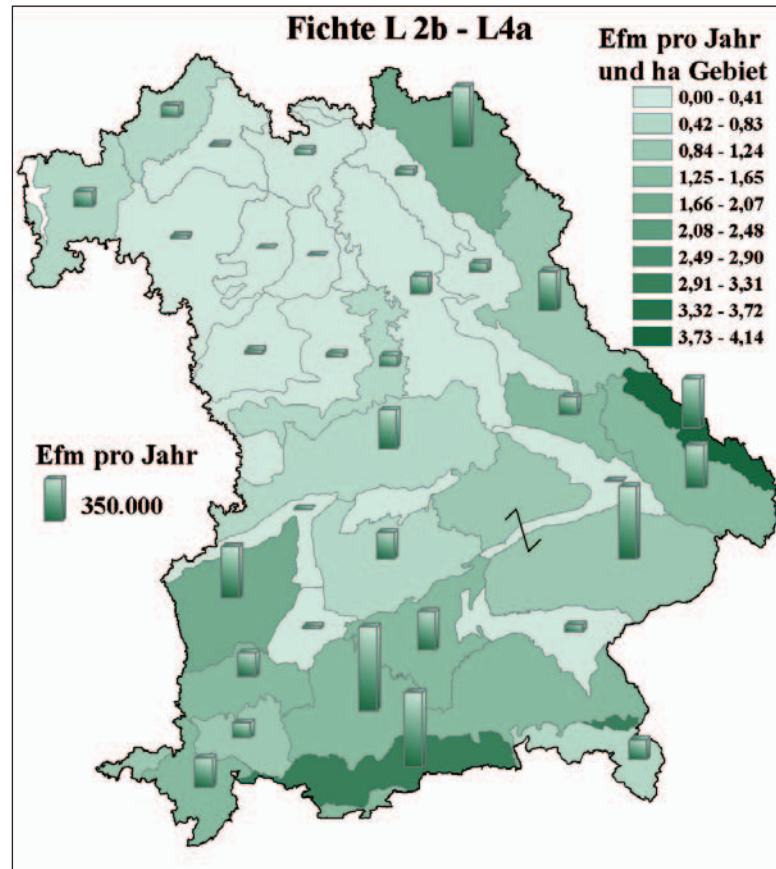 Fichte L 2b - L4a
Efm pro Jahr
und ha Gebiet
0,00 - 0,41
0,42 - 0,83
0,84 - 1,24
1,25 - 1,65
1,66 - 2,07
2,08 - 2,48
2,49 - 2,90
2,91 - 3,31
3,32 - 3,72
3,73 - 4,14
Efm pro Jahr
350.000